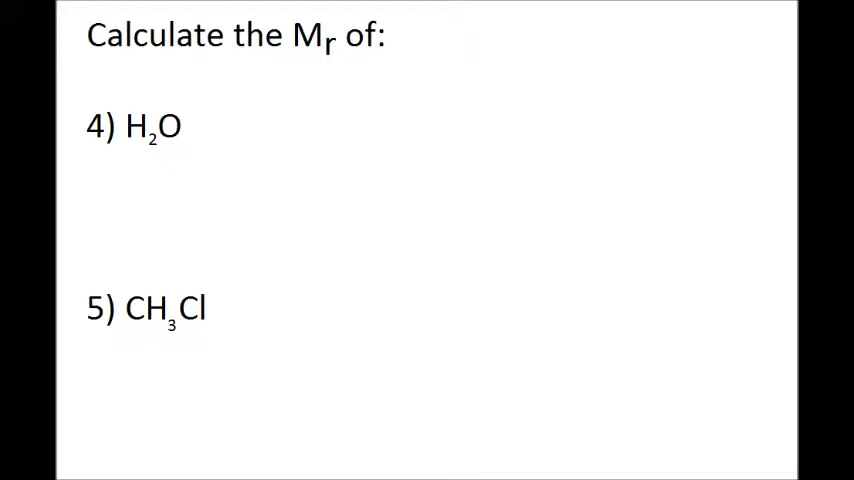 Calculate the Mr of:
4) H₂O
5) CH₃Cl